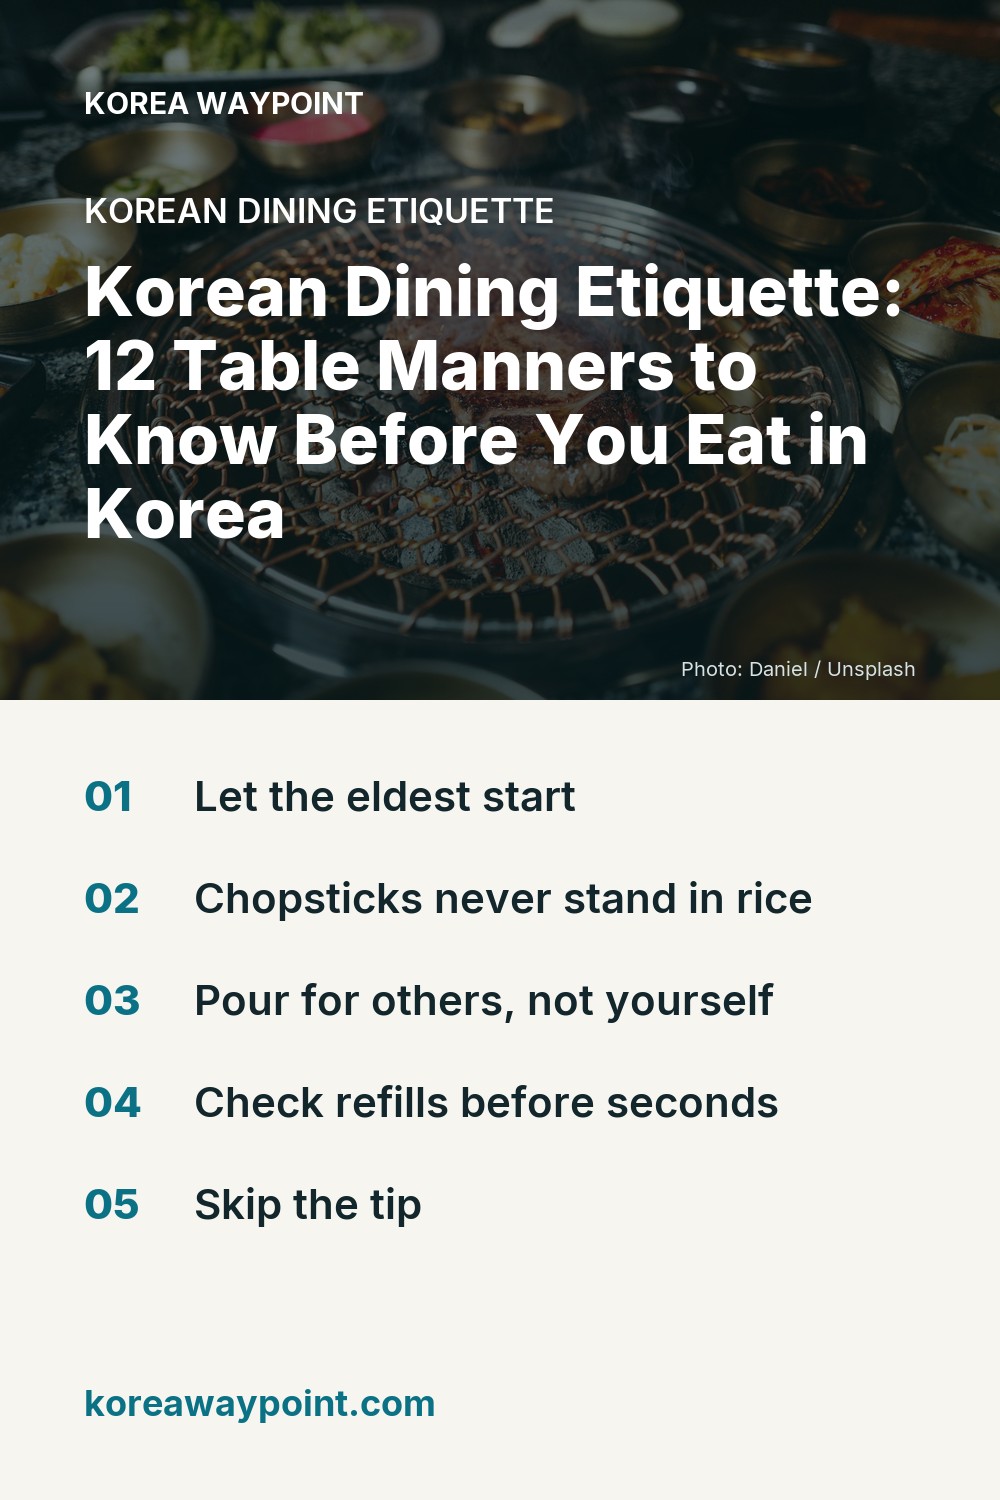 KOREA WAYPOINT
KOREAN DINING ETIQUETTE
Korean Dining Etiquette:
12 Table Manners to
Know Before You Eat in
Korea
Photo: Daniel / Unsplash
01 Let the eldest start
02 Chopsticks never stand in rice
03 Pour for others, not yourself
04 Check refills before seconds
05 Skip the tip
koreawaypoint.com